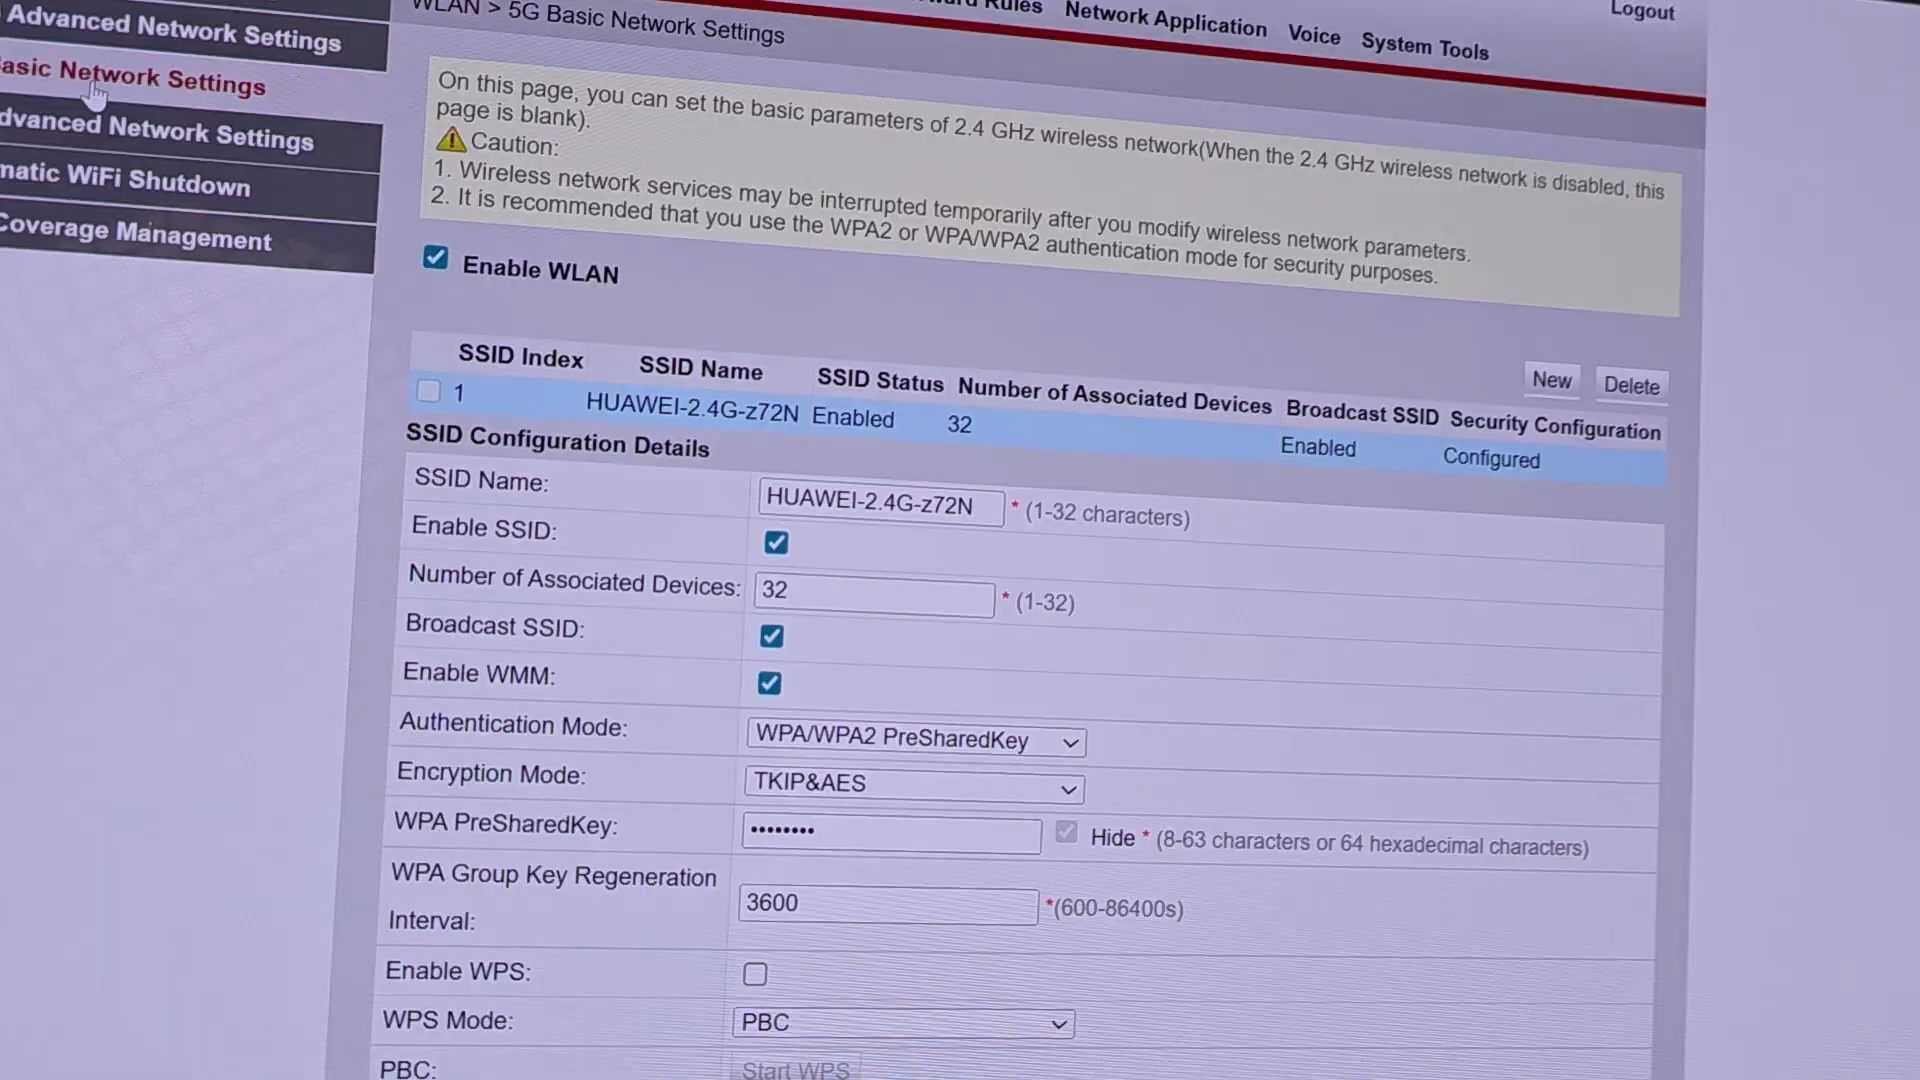 Rules Network Application Voice System Tools Logout
Advanced Network Settings
asic Network Settings
dvanced Network Settings
matic WiFi Shutdown
Coverage Management
WLAN > 5G Basic Network Settings
On this page, you can set the basic parameters of 2.4 GHz wireless network(When the 2.4 GHz wireless network is disabled, this
page is blank).
Caution:
1. Wireless network services may be interrupted temporarily after you modify wireless network parameters.
2. It is recommended that you use the WPA2 or WPA/WPA2 authentication mode for security purposes.
Enable WLAN
New Delete
SSID Index SSID Name SSID Status Number of Associated Devices Broadcast SSID Security Configuration
1 HUAWEI-2.4G-z72N Enabled 32 Enabled Configured
SSID Configuration Details
SSID Name: HUAWEI-2.4G-z72N * (1-32 characters)
Enable SSID:
Number of Associated Devices: 32 * (1-32)
Broadcast SSID:
Enable WMM:
Authentication Mode: WPA/WPA2 PreSharedKey
Encryption Mode: TKIP&AES
WPA PreSharedKey: •••••••• Hide * (8-63 characters or 64 hexadecimal characters)
WPA Group Key Regeneration
Interval: 3600 *(600-86400s)
Enable WPS:
WPS Mode: PBC
PBC: Start WPS